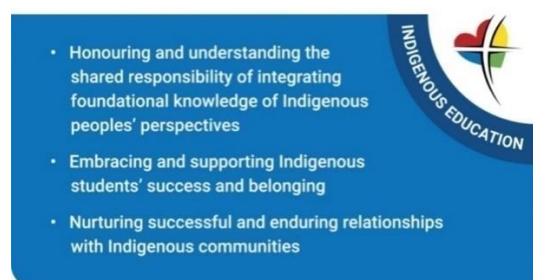 • Honouring and understanding the
shared responsibility of integrating
foundational knowledge of Indigenous
peoples' perspectives
• Embracing and supporting Indigenous
students' success and belonging
• Nurturing successful and enduring relationships
with Indigenous communities
INDIGENOUS EDUCATION